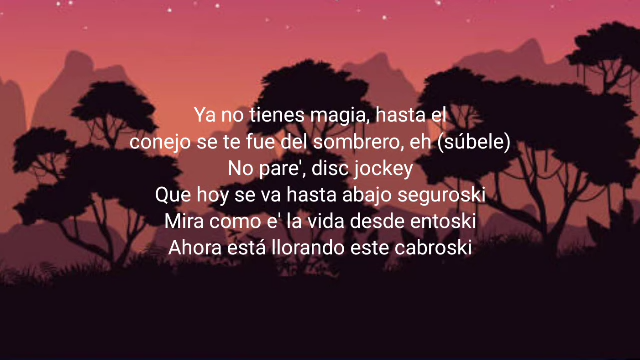 Ya no tienes magia, hasta el
conejo se te fue del sombrero, eh (súbele)
No pare', disc jockey
Que hoy se va hasta abajo seguroski
Mira como e' la vida desde entoski
Ahora está llorando este cabroski